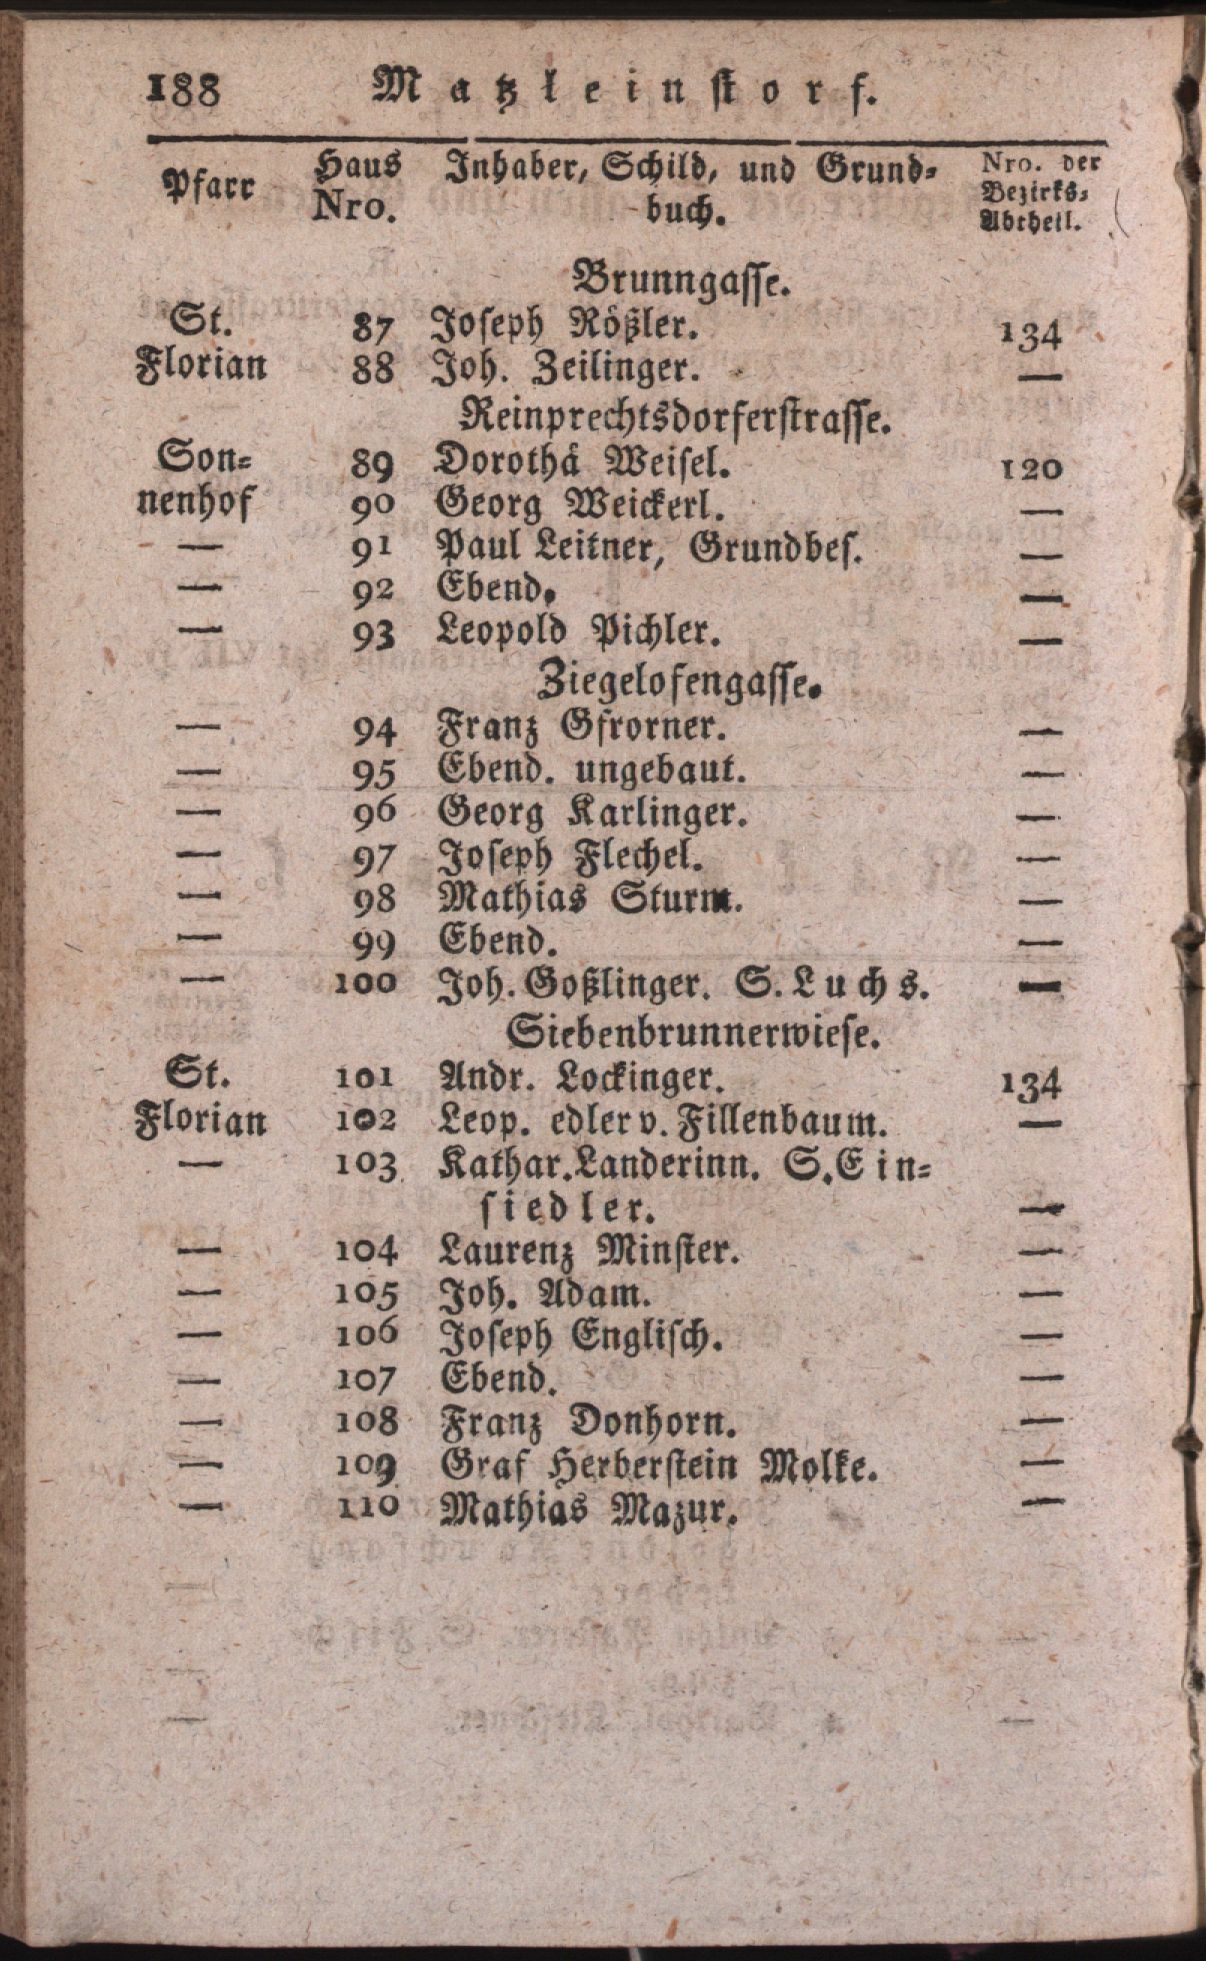 188 Matzleinstorf.
Pfarr Haus Nro. Inhaber, Schild, und Grund= buch. Nro. der Bezirks= Abtheil.
Brunngasse.
St. 87 Joseph Rößler. 134
Florian 88 Joh. Zeilinger. —
Reinprechtsdorferstrasse.
Son= 89 Dorothä Weisel. 120
nenhof 90 Georg Weickerl. —
— 91 Paul Leitner, Grundbes. —
— 92 Ebend. —
— 93 Leopold Pichler. —
Ziegelofengasse.
— 94 Franz Gfrorner. —
— 95 Ebend. ungebaut. —
— 96 Georg Karlinger. —
— 97 Joseph Flechel. —
— 98 Mathias Sturm. —
— 99 Ebend. —
— 100 Joh. Goßlinger. S. Luchs. —
Siebenbrunnerwiese.
St. 101 Andr. Lockinger. 134
Florian 102 Leop. edler v. Fillenbaum. —
— 103 Kathar. Landerinn. S. Ein=
siedler. —
— 104 Laurenz Minster. —
— 105 Joh. Adam. —
— 106 Joseph Englisch. —
— 107 Ebend. —
— 108 Franz Donhorn. —
— 109 Graf Herberstein Molke. —
— 110 Mathias Mazur. —